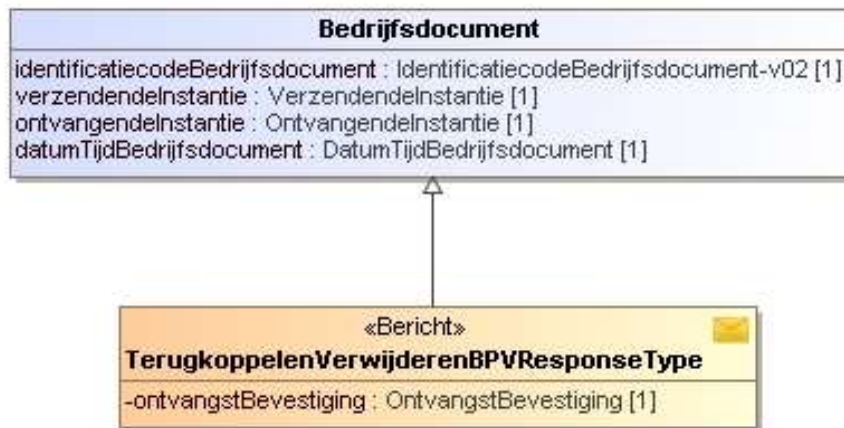 Bedrijfsdocument
identificatiecodeBedrijfsdocument : IdentificatiecodeBedrijfsdocument-v02 [1]
verzendendeInstantie : VerzendendeInstantie [1]
ontvangendeInstantie : OntvangendeInstantie [1]
datumTijdBedrijfsdocument : DatumTijdBedrijfsdocument [1]
«Bericht»
TerugkoppelenVerwijderenBPVResponseType
-ontvangstBevestiging : OntvangstBevestiging [1]